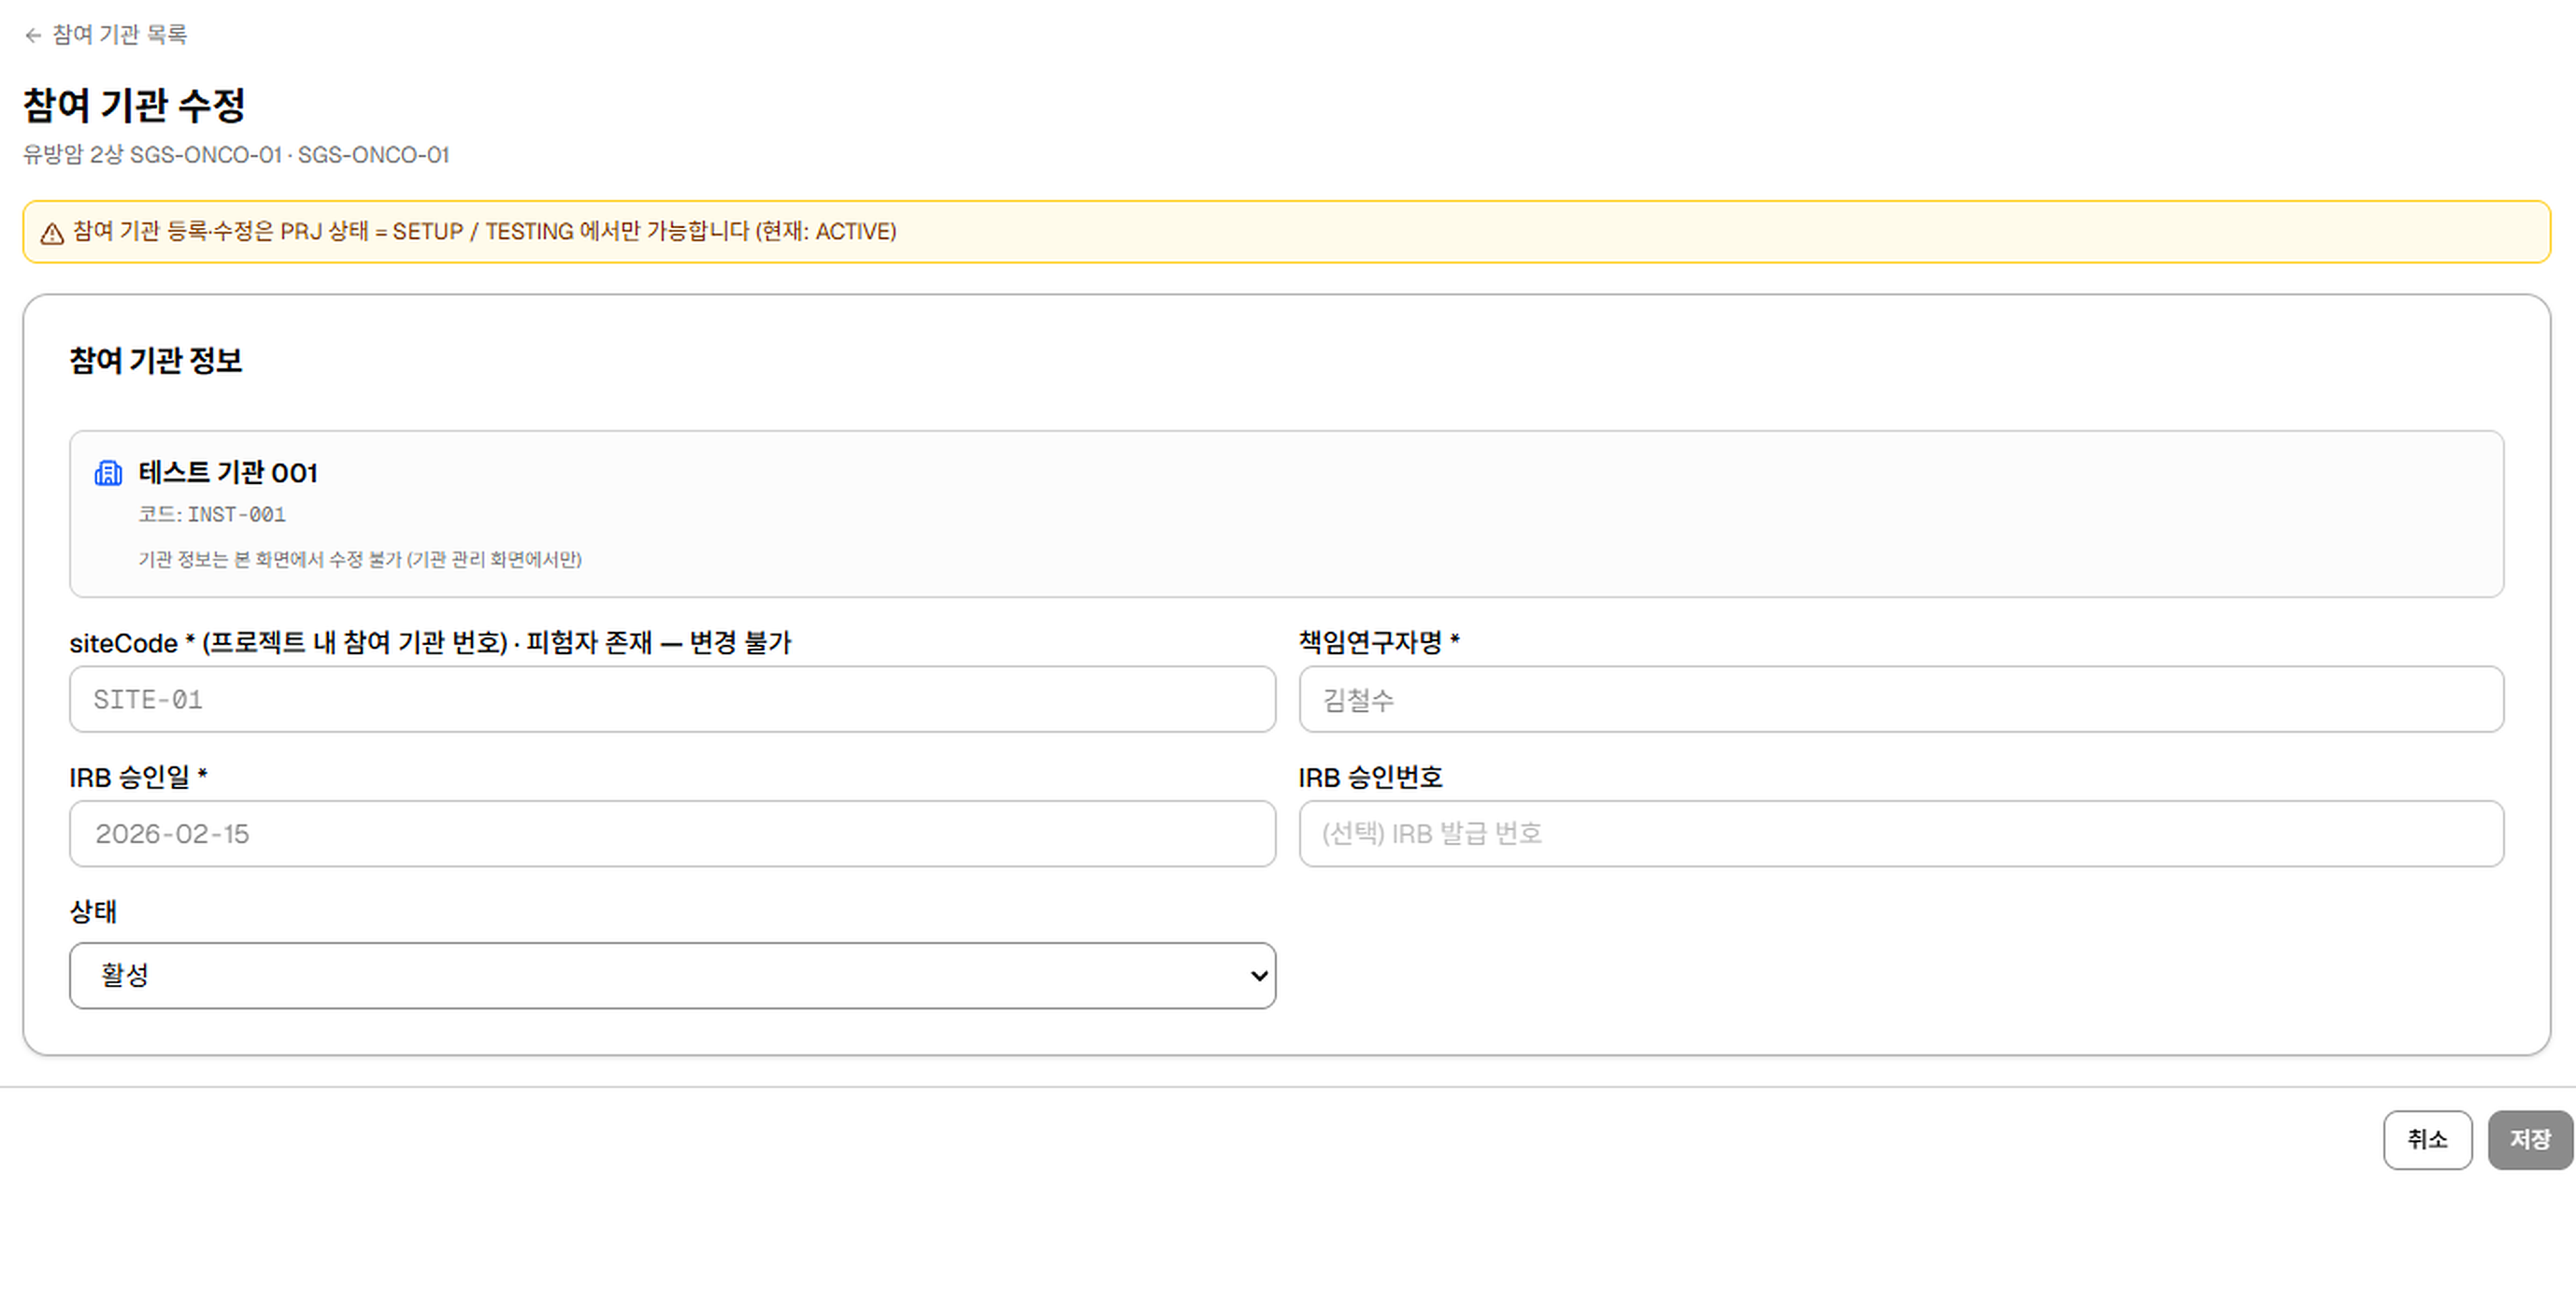 ← 참여 기관 목록
참여 기관 수정
유방암 2상 SGS-ONCO-01 · SGS-ONCO-01
참여 기관 등록·수정은 PRJ 상태 = SETUP / TESTING 에서만 가능합니다 (현재: ACTIVE)
참여 기관 정보
테스트 기관 001
코드: INST-001
기관 정보는 본 화면에서 수정 불가 (기관 관리 화면에서만)
siteCode * (프로젝트 내 참여 기관 번호) · 피험자 존재 — 변경 불가
책임연구자명 *
SITE-01
김철수
IRB 승인일 *
IRB 승인번호
2026-02-15
(선택) IRB 발급 번호
상태
활성
취소
저장